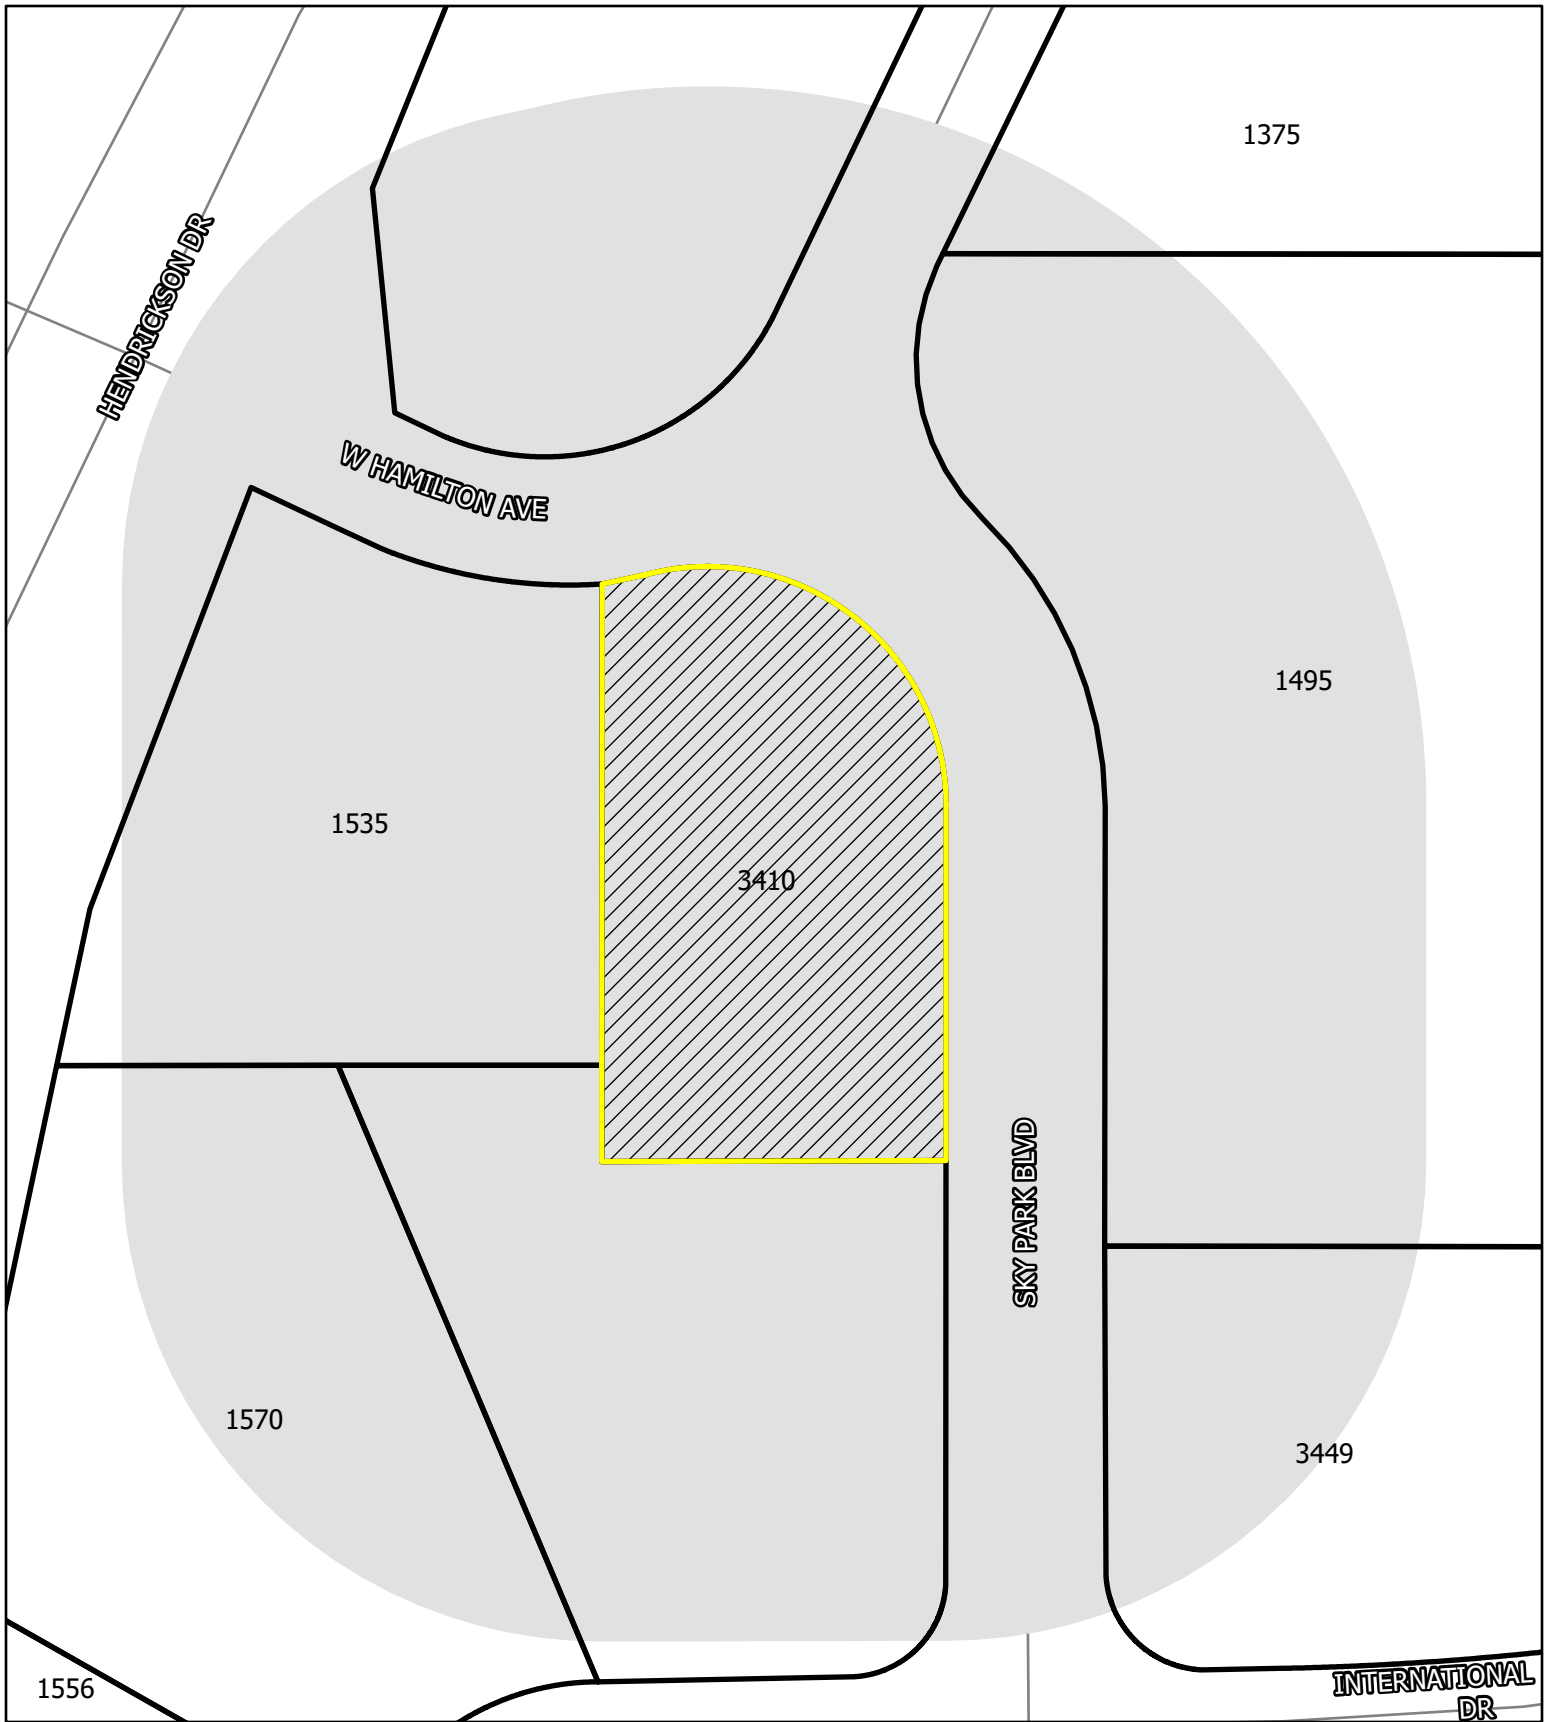 1375
HENDRICKSON DR
W HAMILTON AVE
1495
1535
3410
SKY PARK BLVD
1570
3449
1556
INTERNATIONAL
DR